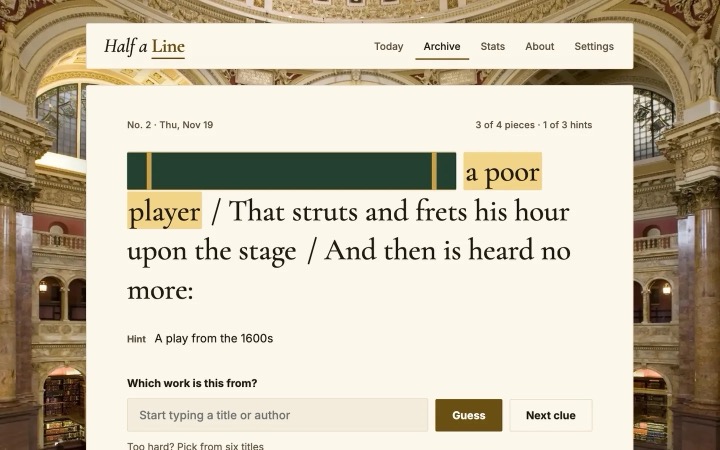 Half a Line
Today Archive Stats About Settings
No. 2 · Thu, Nov 19
3 of 4 pieces · 1 of 3 hints
a poor
player / That struts and frets his hour
upon the stage / And then is heard no
more:
Hint A play from the 1600s
Which work is this from?
Start typing a title or author
Guess
Next clue
Too hard? Pick from six titles